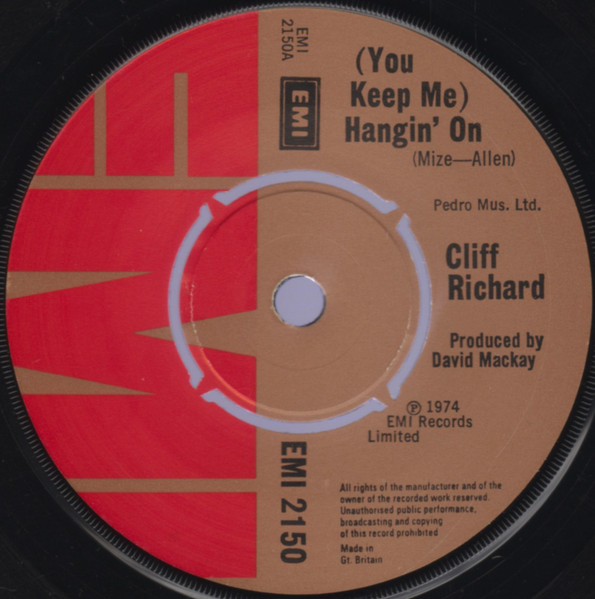 EMI
2150A
EMI
(You
Keep Me)
Hangin' On
(Mize—Allen)
Pedro Mus. Ltd.
Cliff
Richard
Produced by
David Mackay
℗ 1974
EMI Records
Limited
EMI 2150
All rights of the manufacturer and of the
owner of the recorded work reserved.
Unauthorised public performance,
broadcasting and copying
of this record prohibited
Made in
Gt. Britain